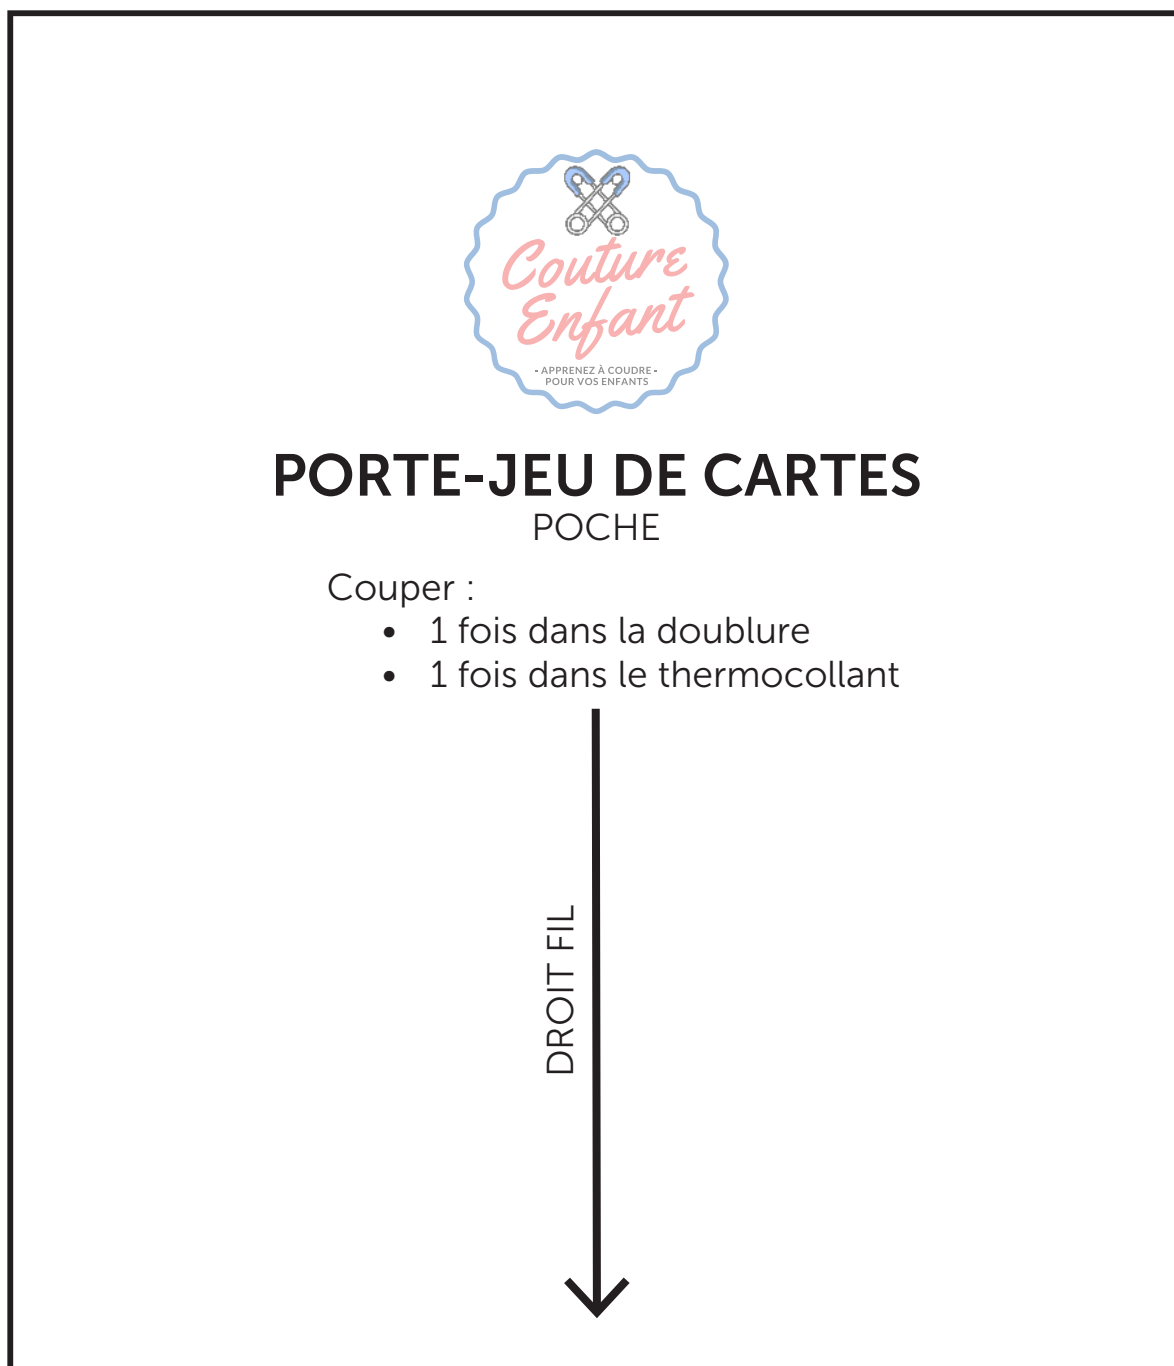 Couture
Enfant
- APPRENEZ À COUDRE -
POUR VOS ENFANTS
PORTE-JEU DE CARTES
POCHE
Couper :
• 1 fois dans la doublure
• 1 fois dans le thermocollant
DROIT FIL